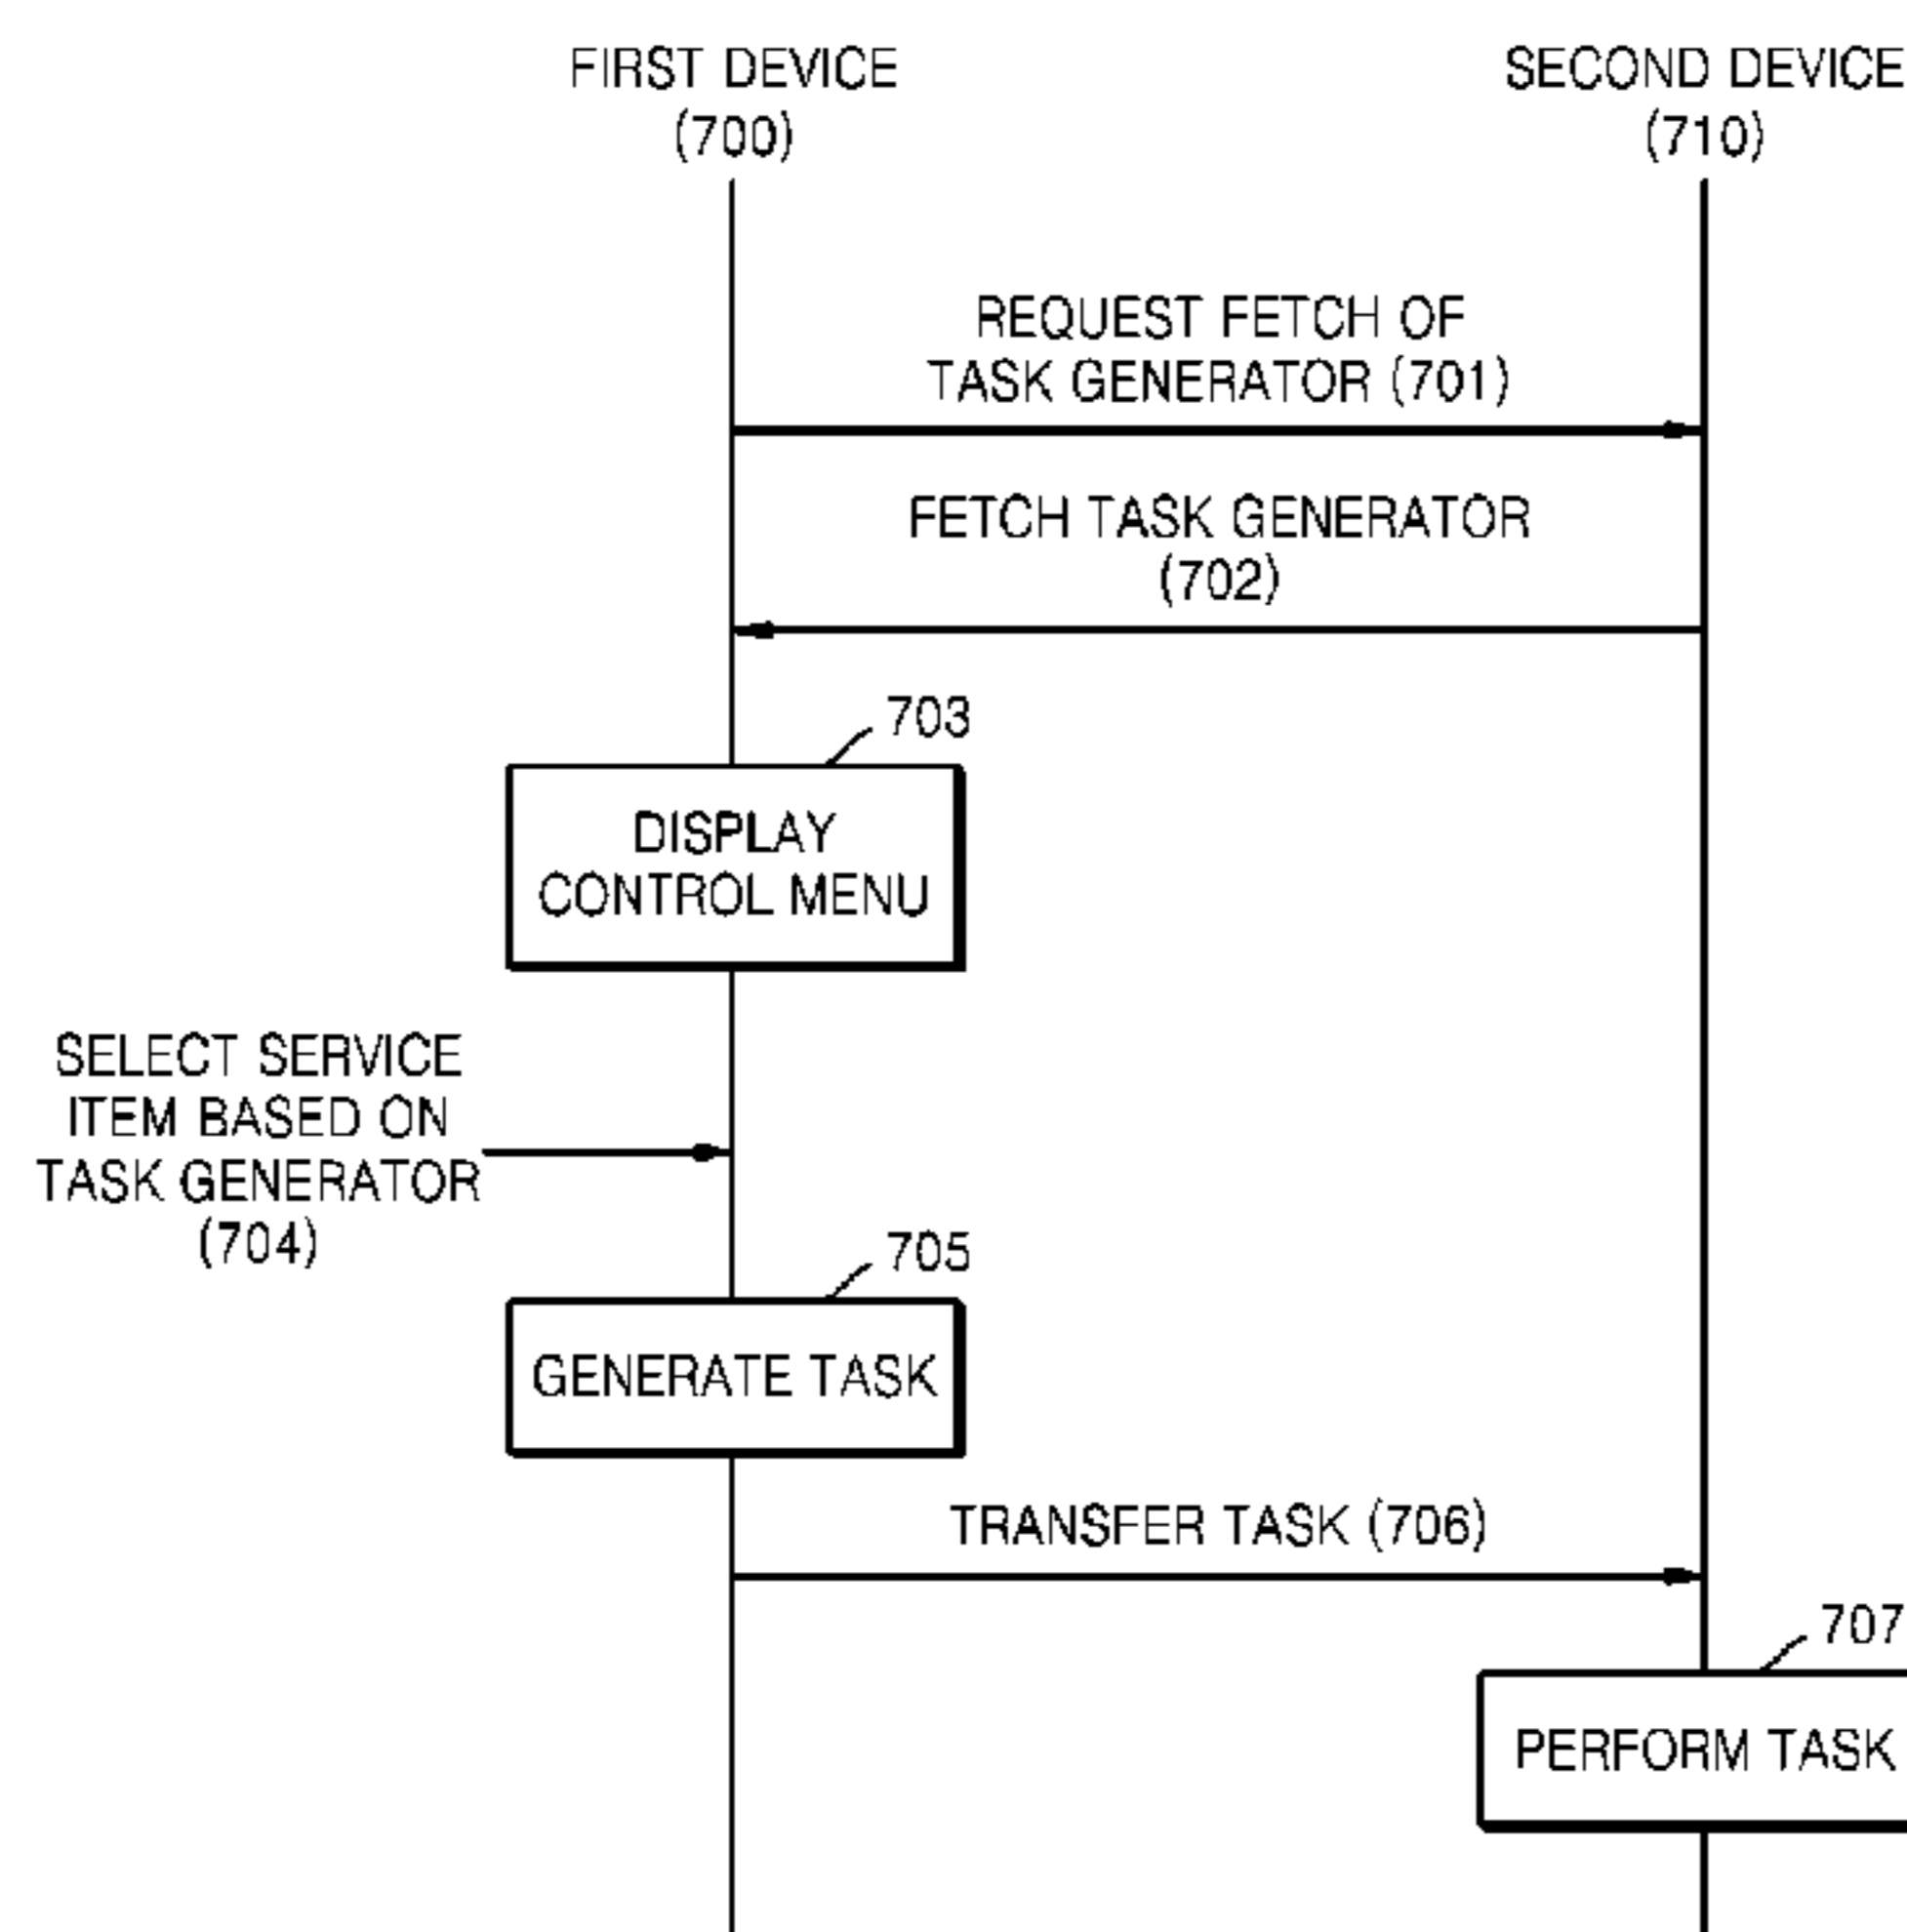 FIRST DEVICE
(700)
SECOND DEVICE
(710)
REQUEST FETCH OF
TASK GENERATOR (701)
FETCH TASK GENERATOR
(702)
703
DISPLAY
CONTROL MENU
SELECT SERVICE
ITEM BASED ON
TASK GENERATOR
(704)
705
GENERATE TASK
TRANSFER TASK (706)
707
PERFORM TASK